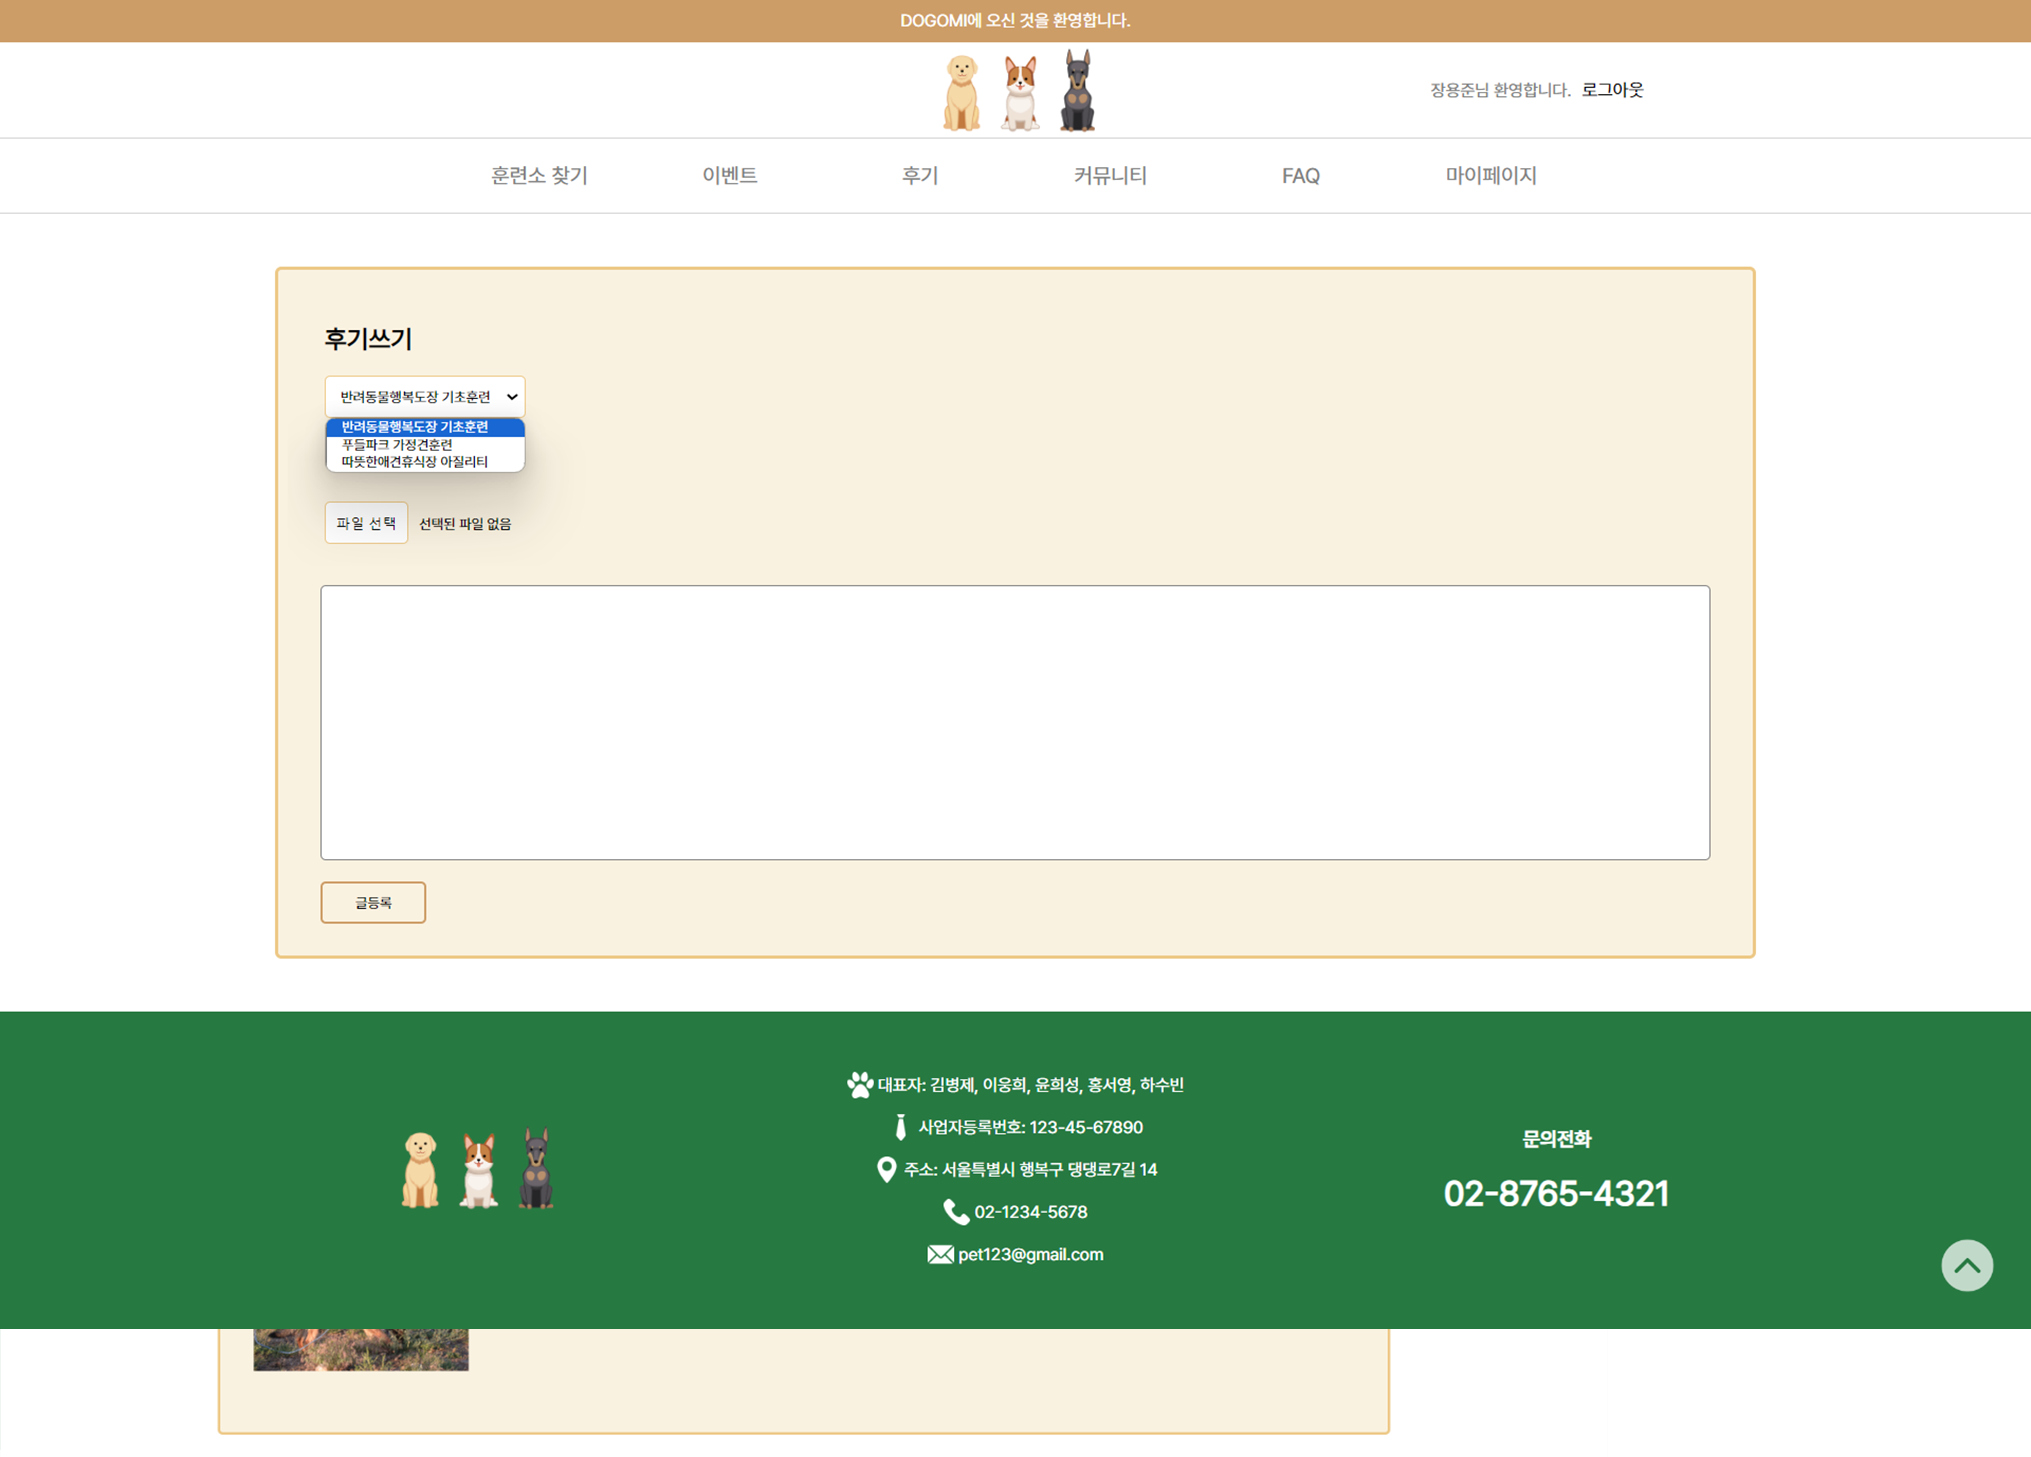 DOGOMI에 오신 것을 환영합니다.
장용준님 환영합니다. 로그아웃
훈련소 찾기 이벤트 후기 커뮤니티 FAQ 마이페이지
후기쓰기
반려동물행복도장 기초훈련
반려동물행복도장 기초훈련
푸들파크 가정견훈련
따뜻한애견휴식장 아질리티
파일 선택 선택된 파일 없음
글등록
대표자: 김병제, 이웅희, 윤희성, 홍서영, 하수빈
사업자등록번호: 123-45-67890
주소: 서울특별시 행복구 댕댕로7길 14
02-1234-5678
pet123@gmail.com
문의전화
02-8765-4321